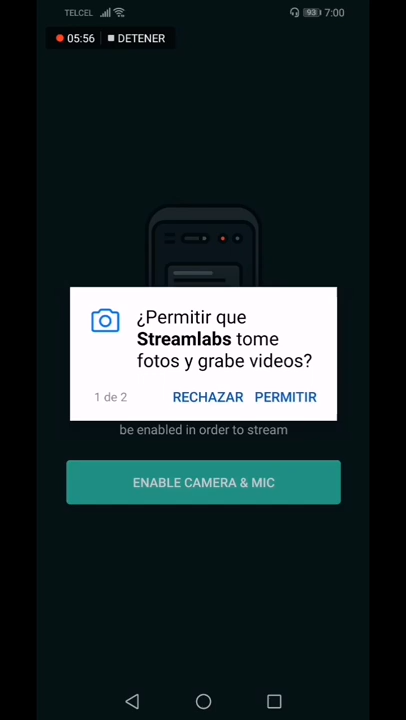 TELCEL 93 7:00
05:56 DETENER
¿Permitir que
Streamlabs tome
fotos y grabe videos?
1 de 2 RECHAZAR PERMITIR
be enabled in order to stream
ENABLE CAMERA & MIC